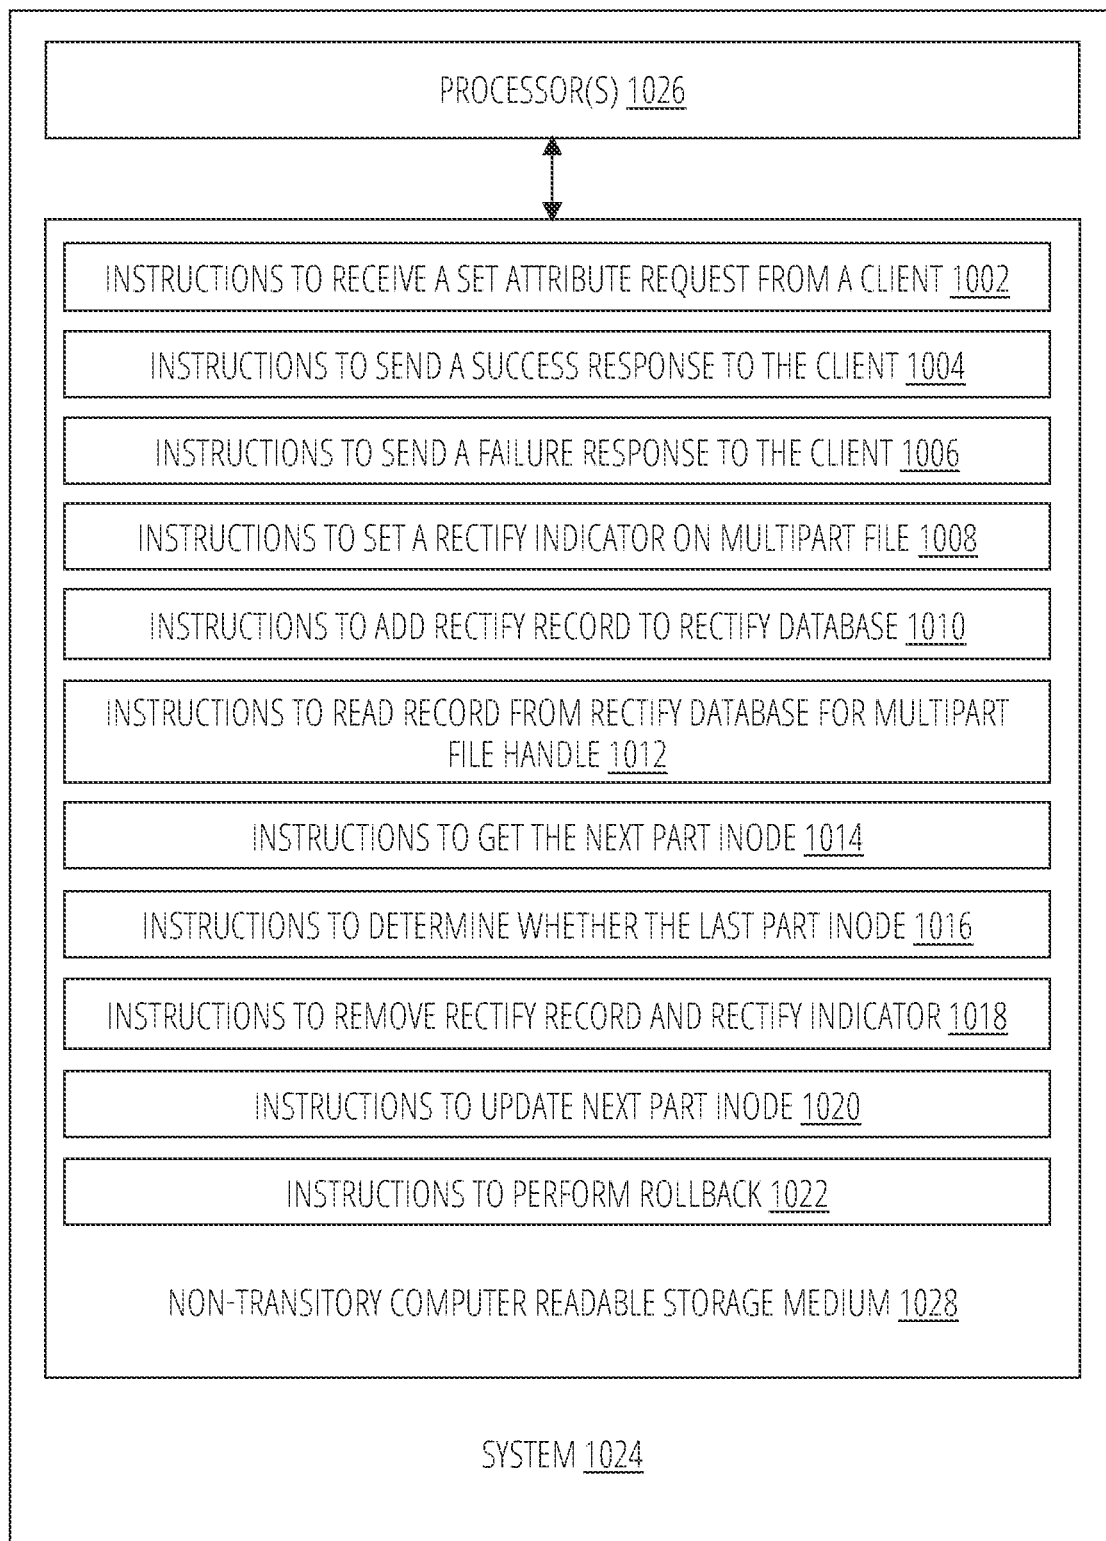 PROCESSOR(S) 1026
INSTRUCTIONS TO RECEIVE A SET ATTRIBUTE REQUEST FROM A CLIENT 1002
INSTRUCTIONS TO SEND A SUCCESS RESPONSE TO THE CLIENT 1004
INSTRUCTIONS TO SEND A FAILURE RESPONSE TO THE CLIENT 1006
INSTRUCTIONS TO SET A RECTIFY INDICATOR ON MULTIPART FILE 1008
INSTRUCTIONS TO ADD RECTIFY RECORD TO RECTIFY DATABASE 1010
INSTRUCTIONS TO READ RECORD FROM RECTIFY DATABASE FOR MULTIPART
FILE HANDLE 1012
INSTRUCTIONS TO GET THE NEXT PART INODE 1014
INSTRUCTIONS TO DETERMINE WHETHER THE LAST PART INODE 1016
INSTRUCTIONS TO REMOVE RECTIFY RECORD AND RECTIFY INDICATOR 1018
INSTRUCTIONS TO UPDATE NEXT PART INODE 1020
INSTRUCTIONS TO PERFORM ROLLBACK 1022
NON-TRANSITORY COMPUTER READABLE STORAGE MEDIUM 1028
SYSTEM 1024